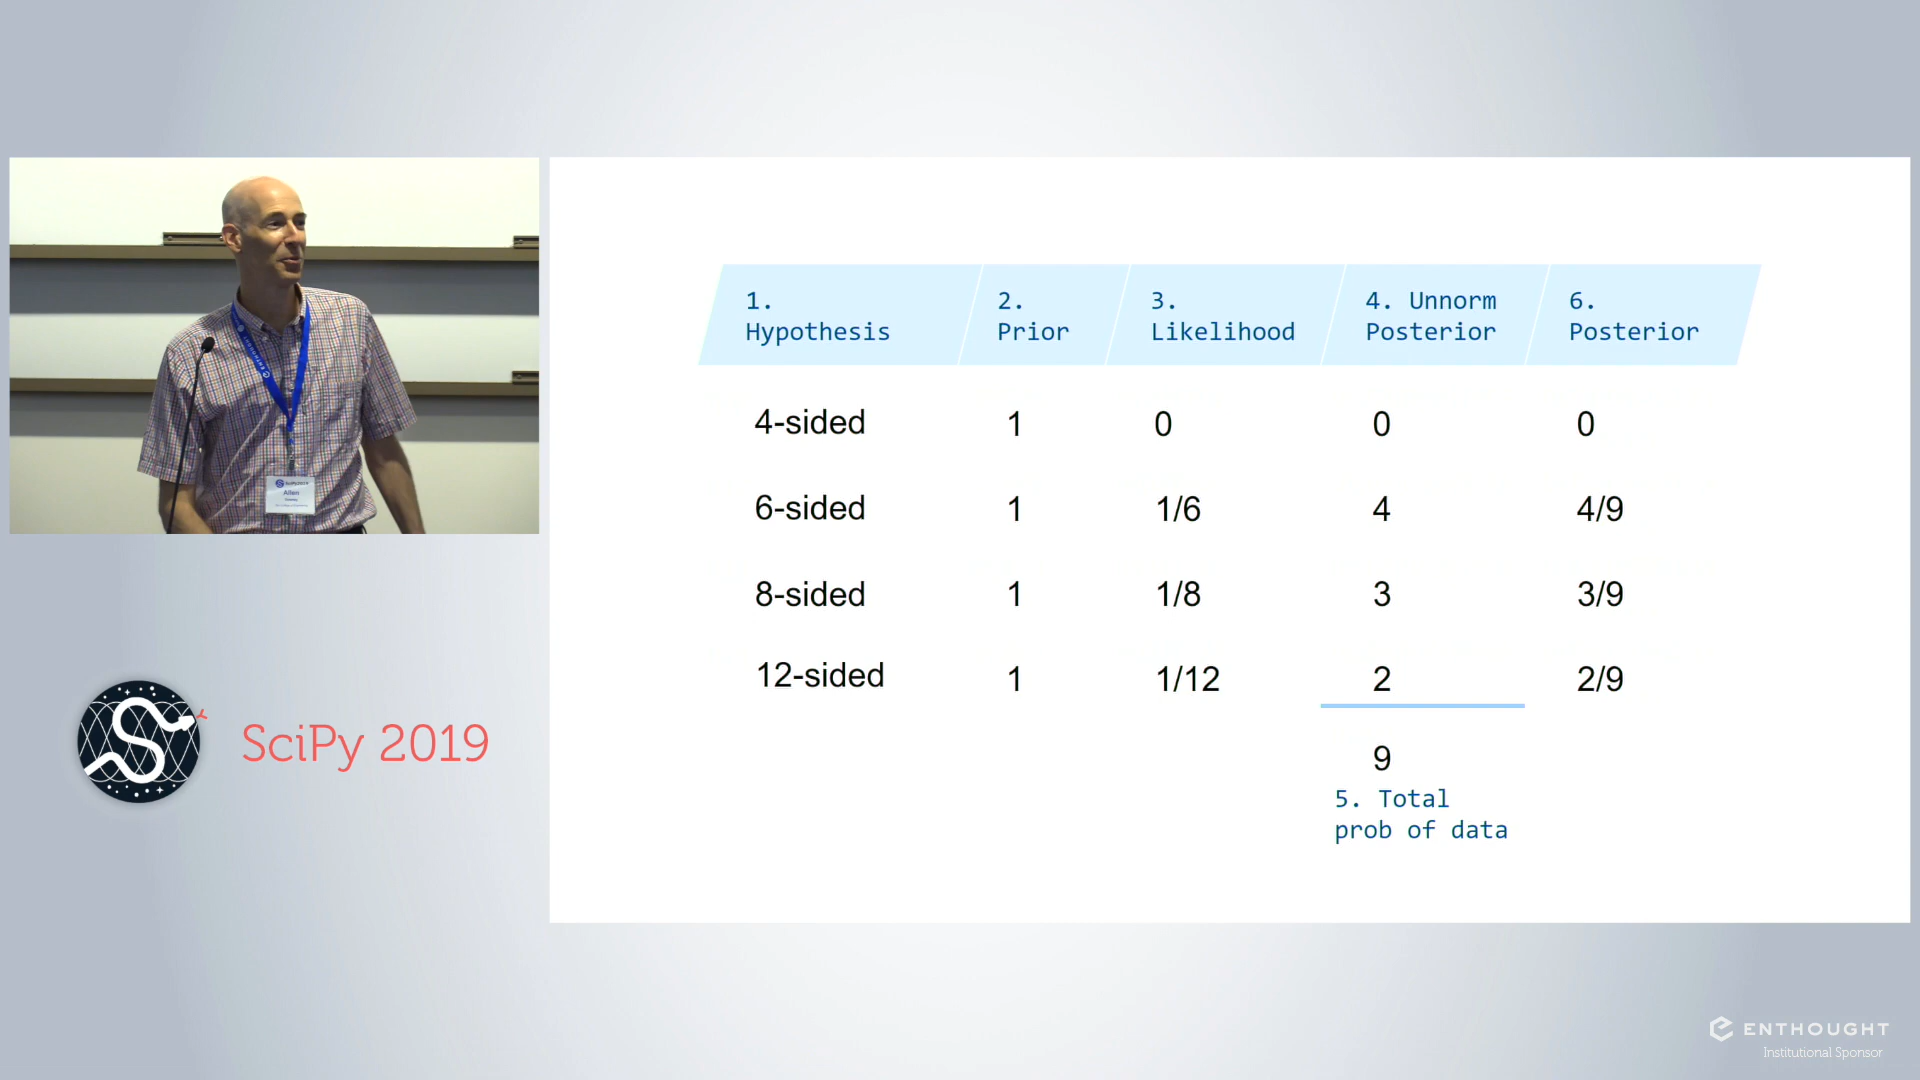 1.
Hypothesis
2.
Prior
3.
Likelihood
4. Unnorm
Posterior
6.
Posterior
4-sided 1 0 0 0
6-sided 1 1/6 4 4/9
8-sided 1 1/8 3 3/9
12-sided 1 1/12 2 2/9
9
5. Total
prob of data
Allen
SciPy 2019
ENTHOUGHT
Institutional Sponsor